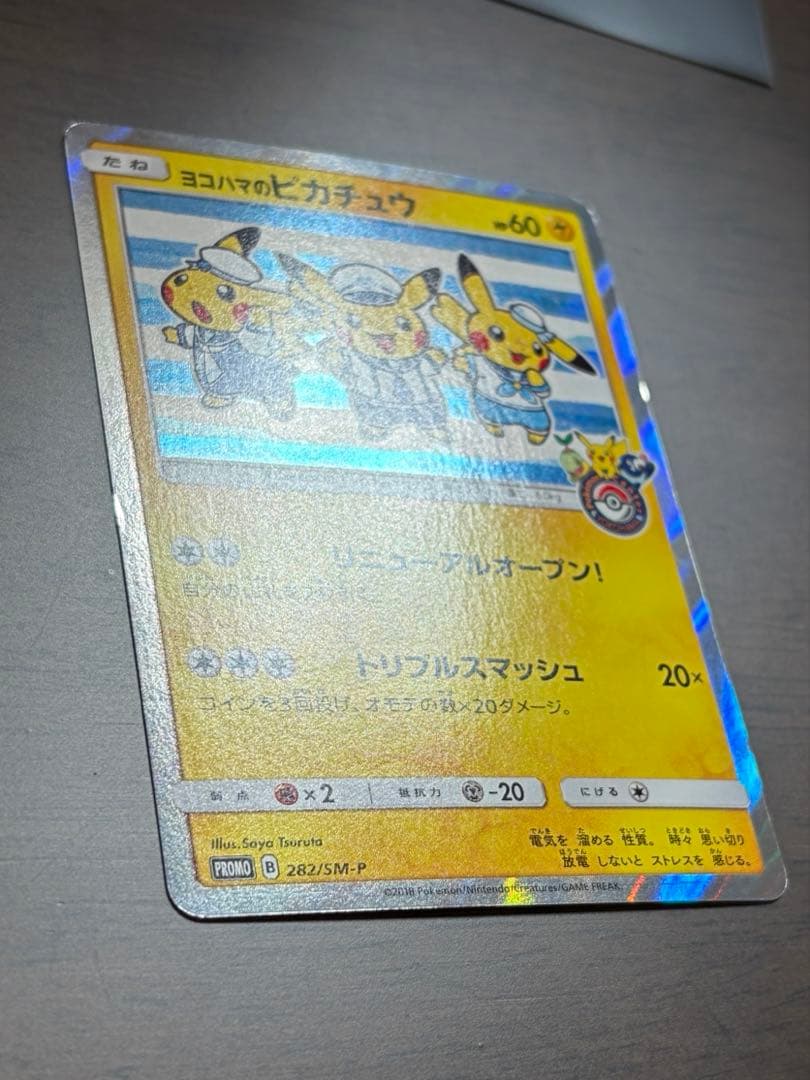 たね
ヨコハマのピカチュウ
HP60
リニューアルオープン!
トリプルスマッシュ 20×
コインを3回投げ、オモテの数×20ダメージ。
弱点 ×2 抵抗力 -20 にげる
Illus. Saya Tsuruta
電気を溜める性質。時々思い切り
放電しないとストレスを感じる。
PROMO B 282/SM-P
©2018 Pokémon/Nintendo/Creatures/GAME FREAK.